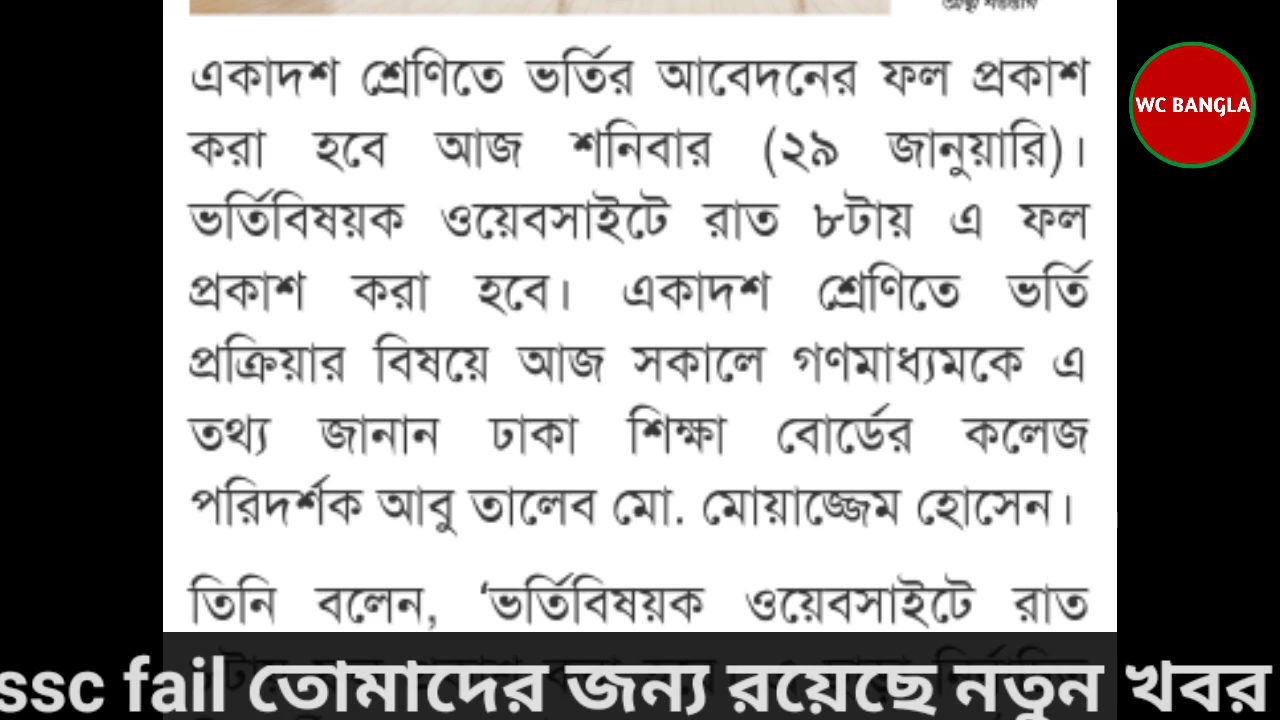 একাদশ শ্রেণিতে ভর্তির আবেদনের ফল প্রকাশ
করা হবে আজ শনিবার (২৯ জানুয়ারি)।
ভর্তিবিষয়ক ওয়েবসাইটে রাত ৮টায় এ ফল
প্রকাশ করা হবে। একাদশ শ্রেণিতে ভর্তি
প্রক্রিয়ার বিষয়ে আজ সকালে গণমাধ্যমকে এ
তথ্য জানান ঢাকা শিক্ষা বোর্ডের কলেজ
পরিদর্শক আবু তালেব মো. মোয়াজ্জেম হোসেন।
তিনি বলেন, ‘ভর্তিবিষয়ক ওয়েবসাইটে রাত
ssc fail তোমাদের জন্য রয়েছে নতুন খবর
WC BANGLA